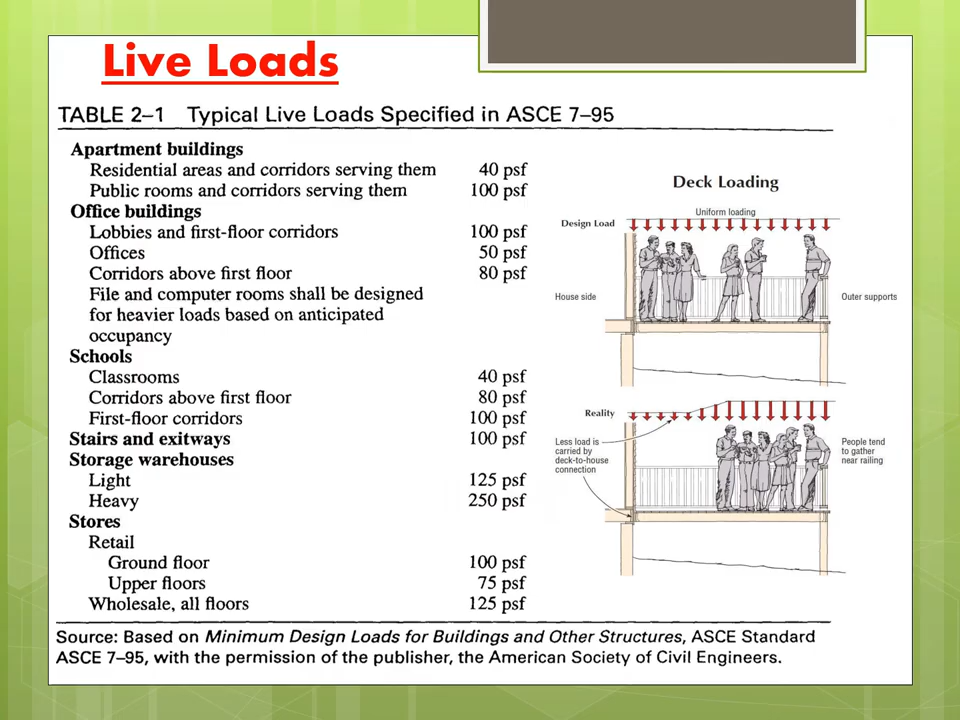 Live Loads
TABLE 2–1 Typical Live Loads Specified in ASCE 7–95
Apartment buildings
Residential areas and corridors serving them 40 psf
Public rooms and corridors serving them 100 psf
Office buildings
Lobbies and first-floor corridors 100 psf
Offices 50 psf
Corridors above first floor 80 psf
File and computer rooms shall be designed
for heavier loads based on anticipated
occupancy
Schools
Classrooms 40 psf
Corridors above first floor 80 psf
First-floor corridors 100 psf
Stairs and exitways 100 psf
Storage warehouses
Light 125 psf
Heavy 250 psf
Stores
Retail
Ground floor 100 psf
Upper floors 75 psf
Wholesale, all floors 125 psf
Source: Based on Minimum Design Loads for Buildings and Other Structures, ASCE Standard
ASCE 7–95, with the permission of the publisher, the American Society of Civil Engineers.
Deck Loading
Uniform loading
Design Load
House side
Outer supports
Reality
Less load is
carried by
deck-to-house
connection
People tend
to gather
near railing